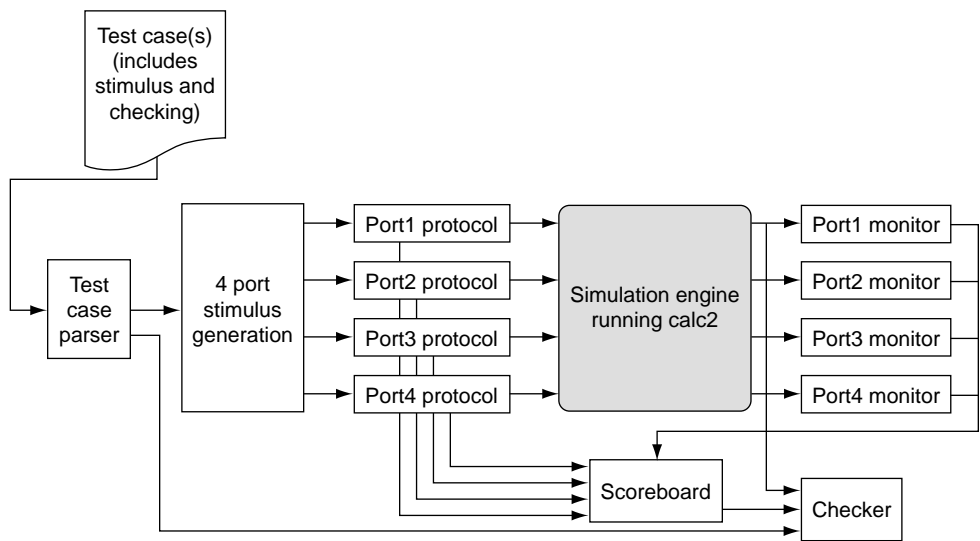 Test case(s)
(includes
stimulus and
checking)
Test
case
parser
4 port
stimulus
generation
Port1 protocol
Port2 protocol
Port3 protocol
Port4 protocol
Simulation engine
running calc2
Port1 monitor
Port2 monitor
Port3 monitor
Port4 monitor
Scoreboard
Checker